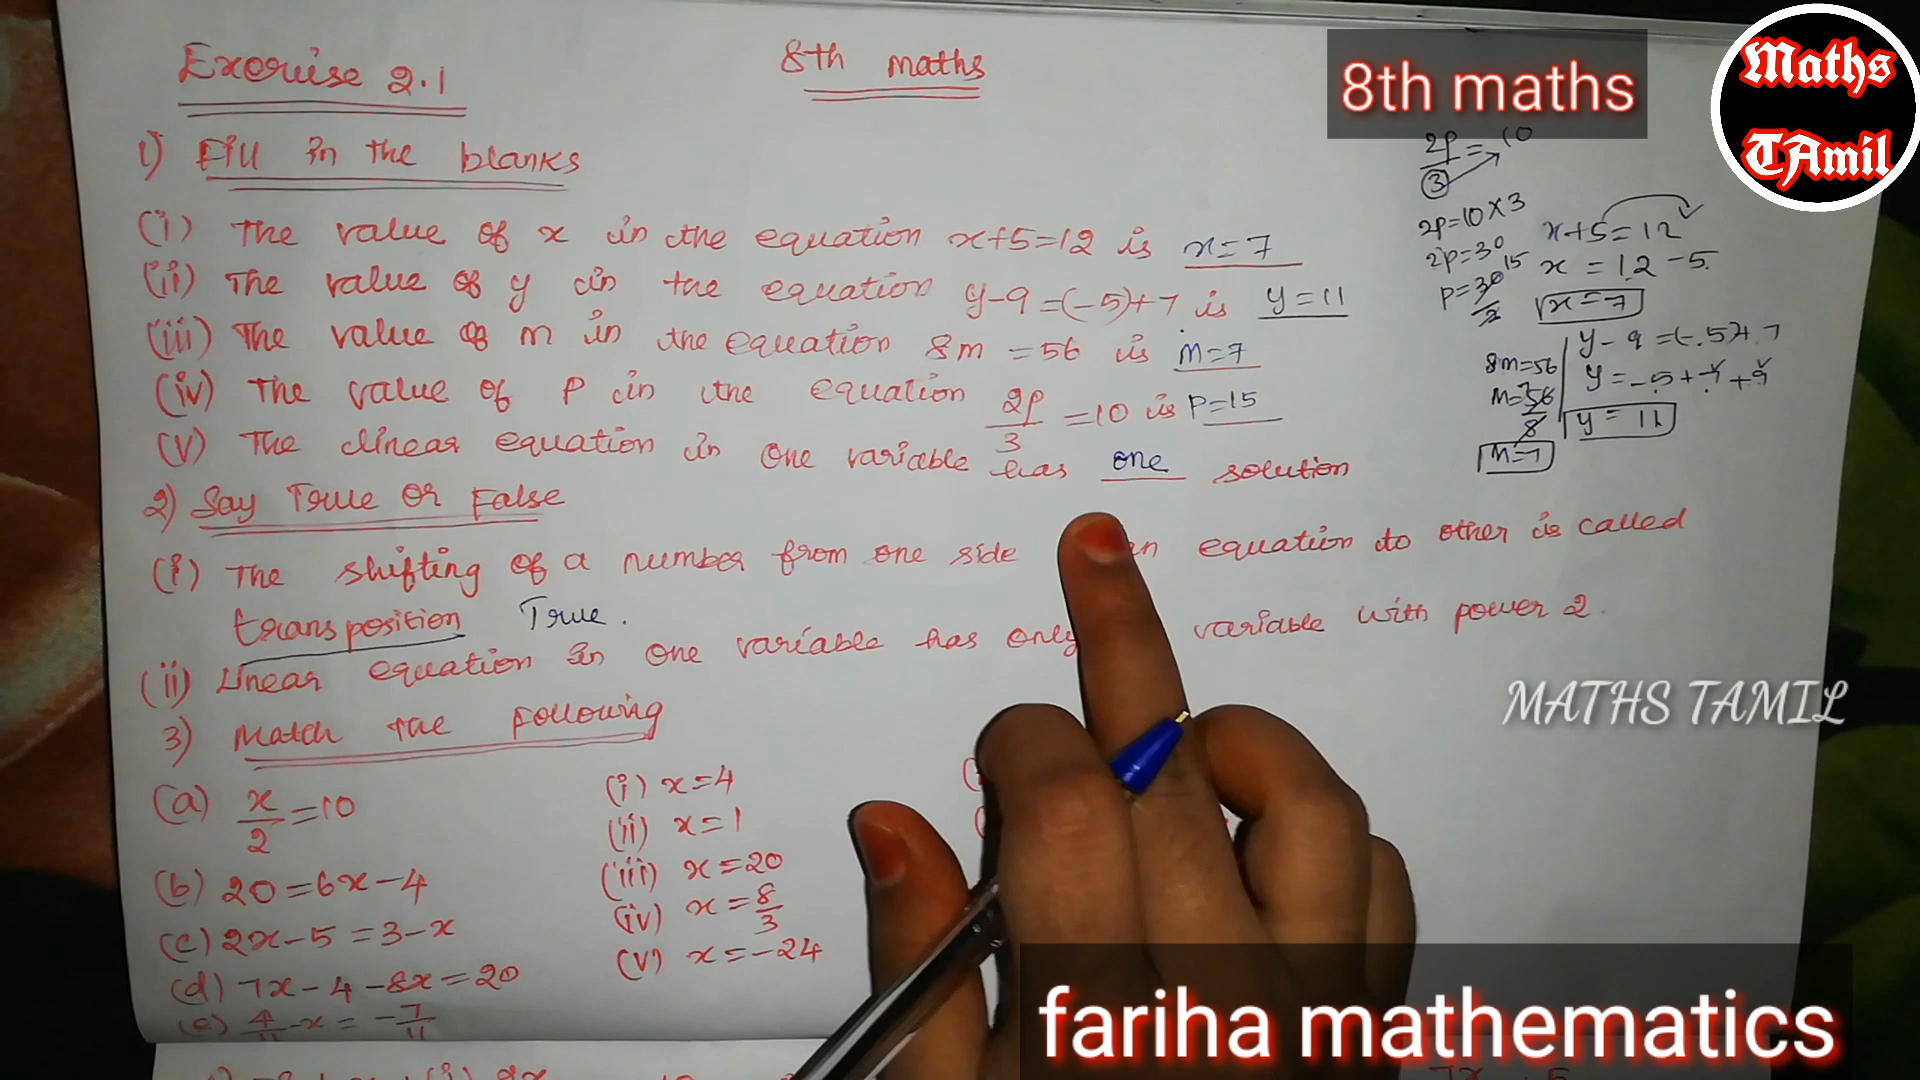 Exercise 2.1
8th maths
8th maths
Maths
TAmil
1) Fill in the blanks
(i) The value of x in the equation x+5=12 is x=7
(ii) The value of y in the equation y-9=(-5)+7 is y=11
(iii) The value of m in the equation 8m=56 is m=7
(iv) The value of p in the equation 2p/3=10 is P=15
(v) The linear equation in one variable has one solution
2p/3=10
2p=10X3
2p=30
p=30/2
15
x+5=12
x=12-5
x=7
y-9=(-5)+7
y=-5+7+9
y=11
8m=56
m=56/8
7
m=7
2) Say True or False
(i) The shifting of a number from one side an equation to other is called
transposition True.
(ii) Linear equation in one variable has only variable with power 2.
3) Match the following
(a) x/2=10 (i) x=4
(b) 20=6x-4 (ii) x=1
(c) 2x-5=3-x (iii) x=20
(d) 7x-4-8x=20 (iv) x=8/3
(e) 4/11-x=-7/11 (v) x=-24
MATHS TAMIL
fariha mathematics